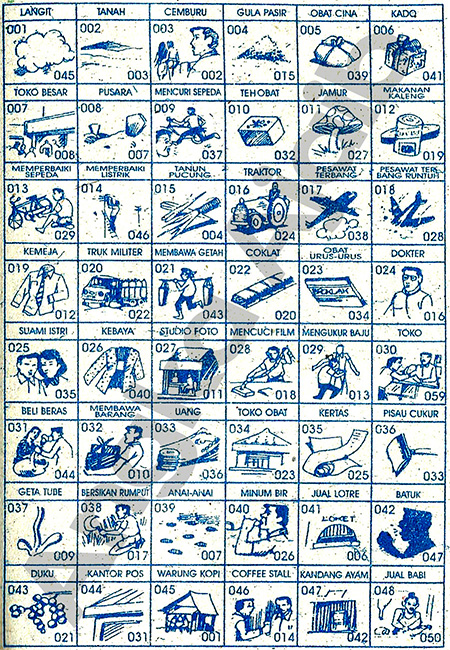 LANGIT TANAH CEMBURU GULA PASIR OBAT CINA KADO
001 002 003 004 005 006
045 003 002 015 039 041
TOKO BESAR PUSARA MENCURI SEPEDA TEH OBAT JAMUR MAKANAN KALENG
007 008 009 010 011 012
008 007 037 032 027 019
MEMPERBAIKI SEPEDA MEMPERBAIKI LISTRIK PUCUNG TRAKTOR PESAWAT TERBANG PESAWAT TER BANG RUNTUH
013 014 015 016 017 018
029 046 004 024 038 028
KEMEJA TRUK MILITER MEMBAWA GETAH COKLAT OBAT URUS-URUS DOKTER
019 020 021 022 023 024
012 022 043 020 034 016
SUAMI ISTRI KEBAYA STUDIO FOTO MENCUCI FILM MENGUKUR BAJU TOKO
025 026 027 028 029 030
035 040 011 018 013 059
BELI BERAS MEMBAWA BARANG UANG TOKO OBAT KERTAS PISAU CUKUR
031 032 033 034 035 036
044 010 036 023 025 033
GETA TUBE BERSIKAN RUMPUT ANAI-ANAI MINUM BIR JUAL LOTRE BATUK
037 038 039 040 041 042
009 017 007 026 006 047
DUKU KANTOR POS WARUNG KOPI COFFEE STALL KANDANG AYAM JUAL BABI
043 044 045 046 047 048
021 031 001 014 042 050